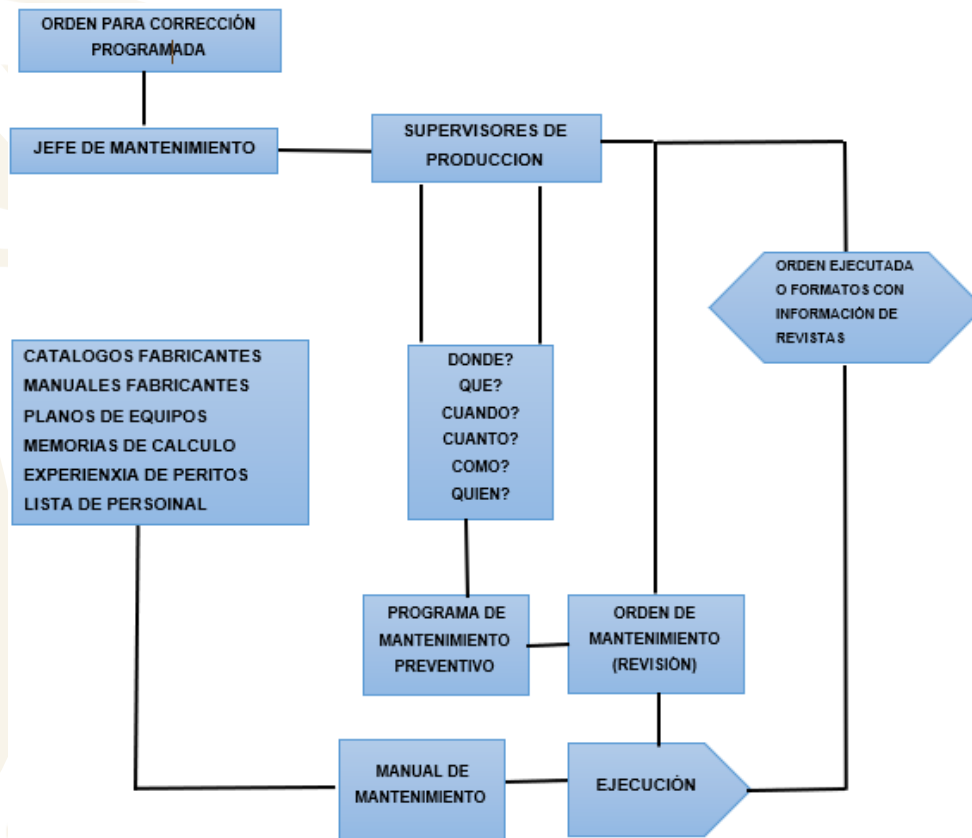 ORDEN PARA CORRECCIÓN
PROGRAMADA
JEFE DE MANTENIMIENTO
SUPERVISORES DE
PRODUCCION
ORDEN EJECUTADA
O FORMATOS CON
INFORMACIÓN DE
REVISTAS
CATALOGOS FABRICANTES
MANUALES FABRICANTES
PLANOS DE EQUIPOS
MEMORIAS DE CALCULO
EXPERIENXIA DE PERITOS
LISTA DE PERSOINAL
DONDE?
QUE?
CUANDO?
CUANTO?
COMO?
QUIEN?
PROGRAMA DE
MANTENIMIENTO
PREVENTIVO
ORDEN DE
MANTENIMIENTO
(REVISIÓN)
MANUAL DE
MANTENIMIENTO
EJECUCIÓN